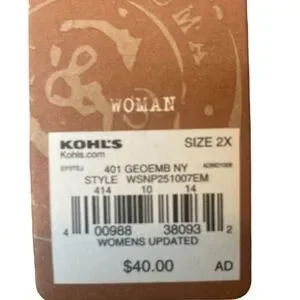 WOMAN
KOHL'S SIZE 2X
Kohls.com
401 GEOEMB NY
STYLE WSNP251007EM
414 10 14
4 00988 38093 2
WOMENS UPDATED
$40.00 AD